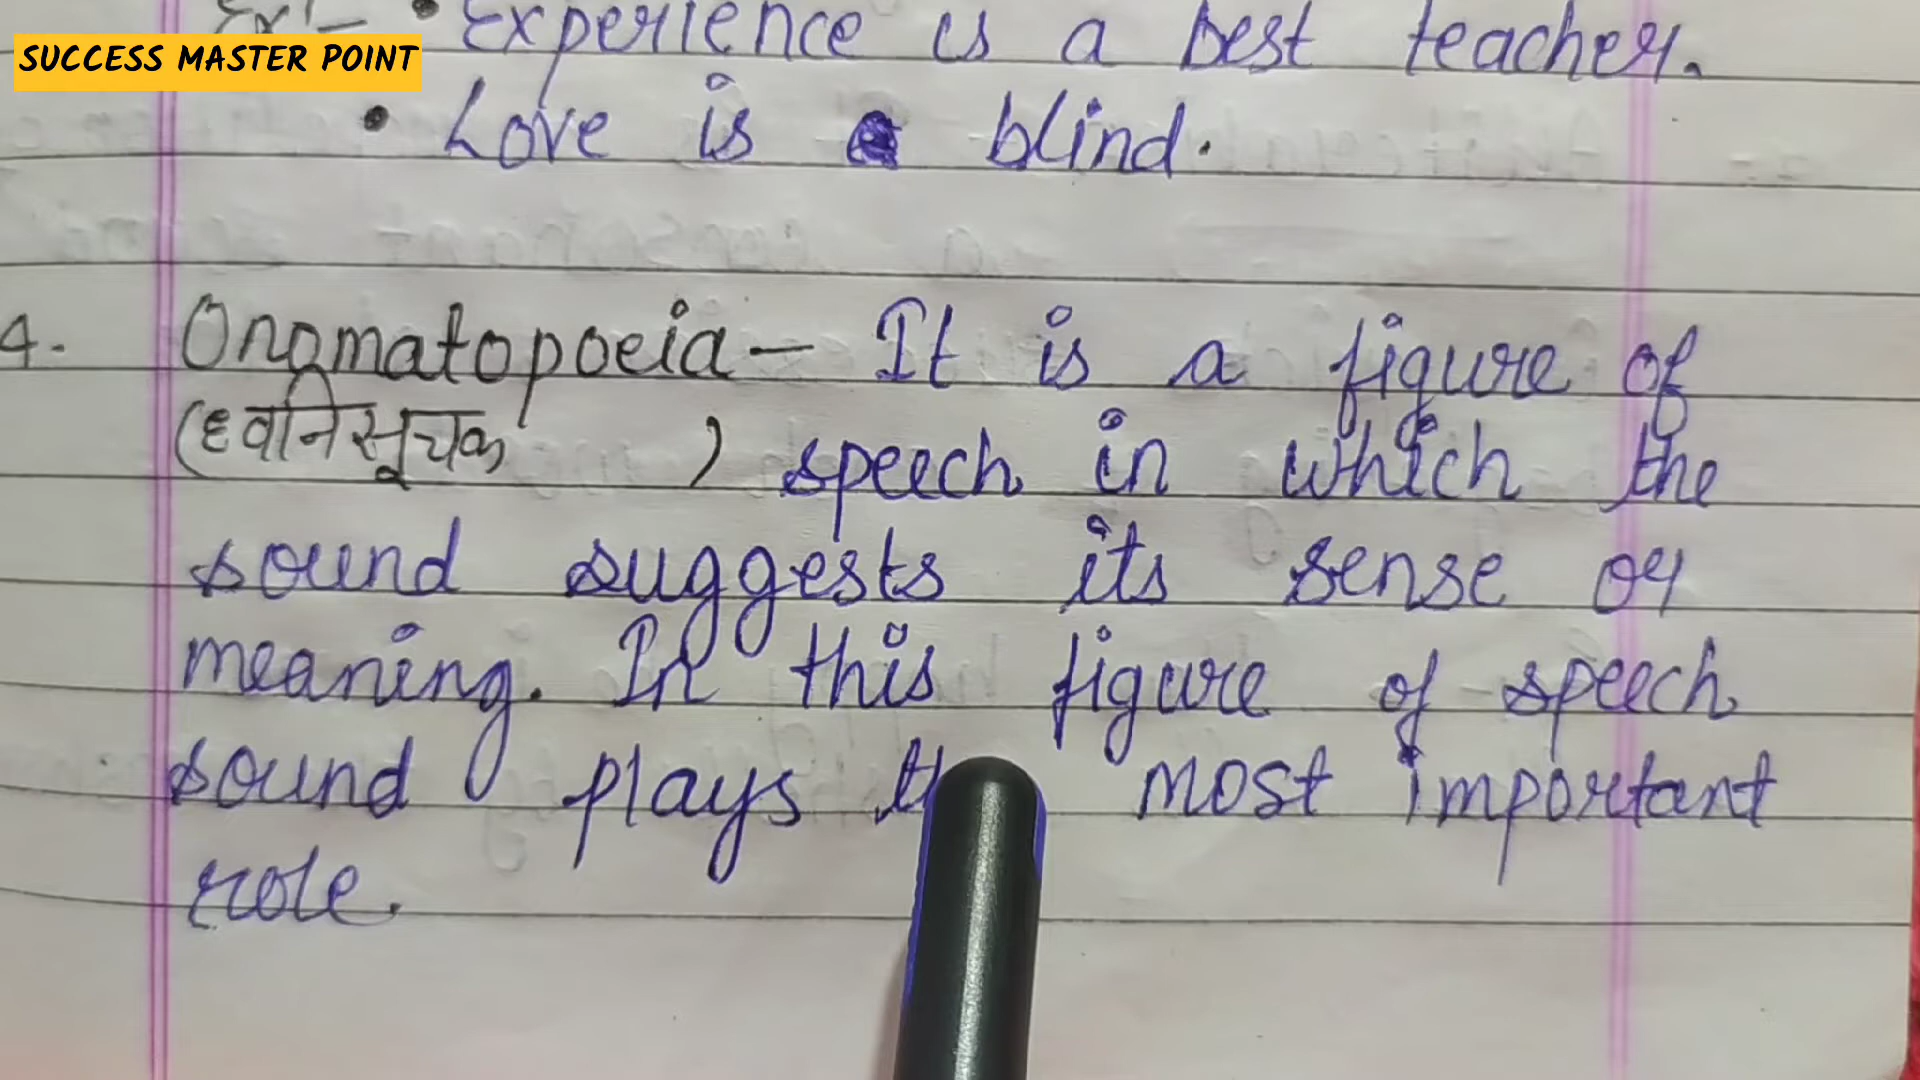 Ex:- • Experience is a best teacher.
SUCCESS MASTER POINT
• Love is blind.
4. Onomatopoeia – It is a figure of
(ध्वनिसूचक ) speech in which the
sound suggests its sense or
meaning. In this figure of speech
sound plays most important
role.